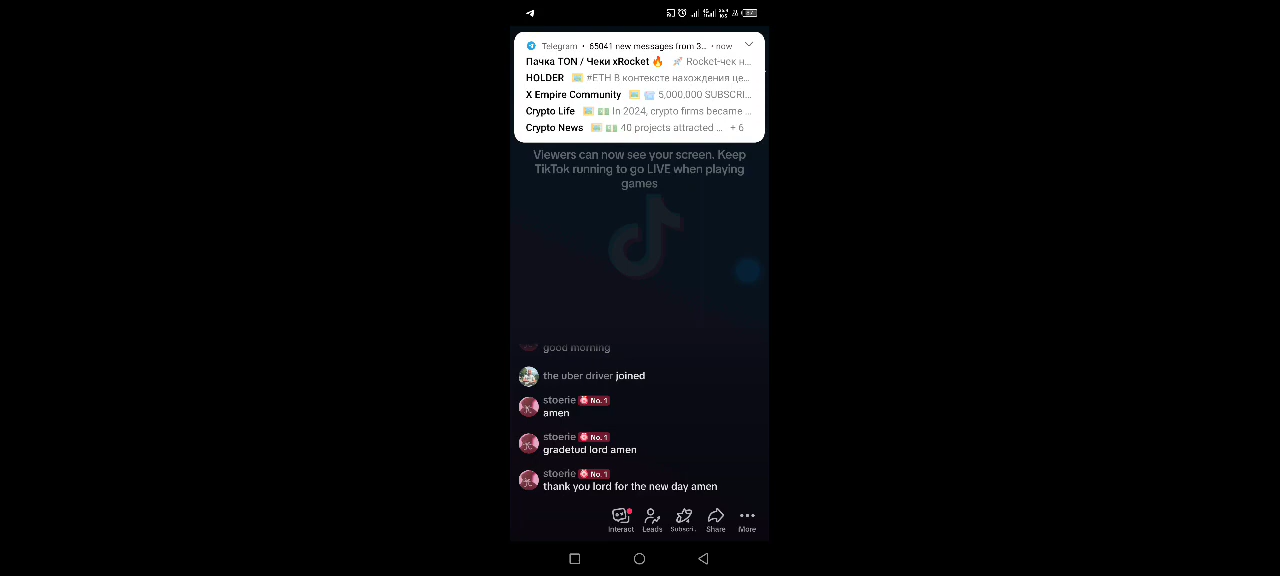 Telegram • 65041 new messages from 3... • now
Пачка TON / Чеки xRocket 🔥 🚀 Rocket-чек н...
HOLDER #ETH В контексте нахождения це...
X Empire Community 5,000,000 SUBSCRI...
Crypto Life In 2024, crypto firms became ...
Crypto News 40 projects attracted ... + 6
Viewers can now see your screen. Keep
TikTok running to go LIVE when playing
games
good morning
the uber driver joined
stoerie No. 1
amen
stoerie No. 1
gradetud lord amen
stoerie No. 1
thank you lord for the new day amen
Interact Leads Subscri... Share More